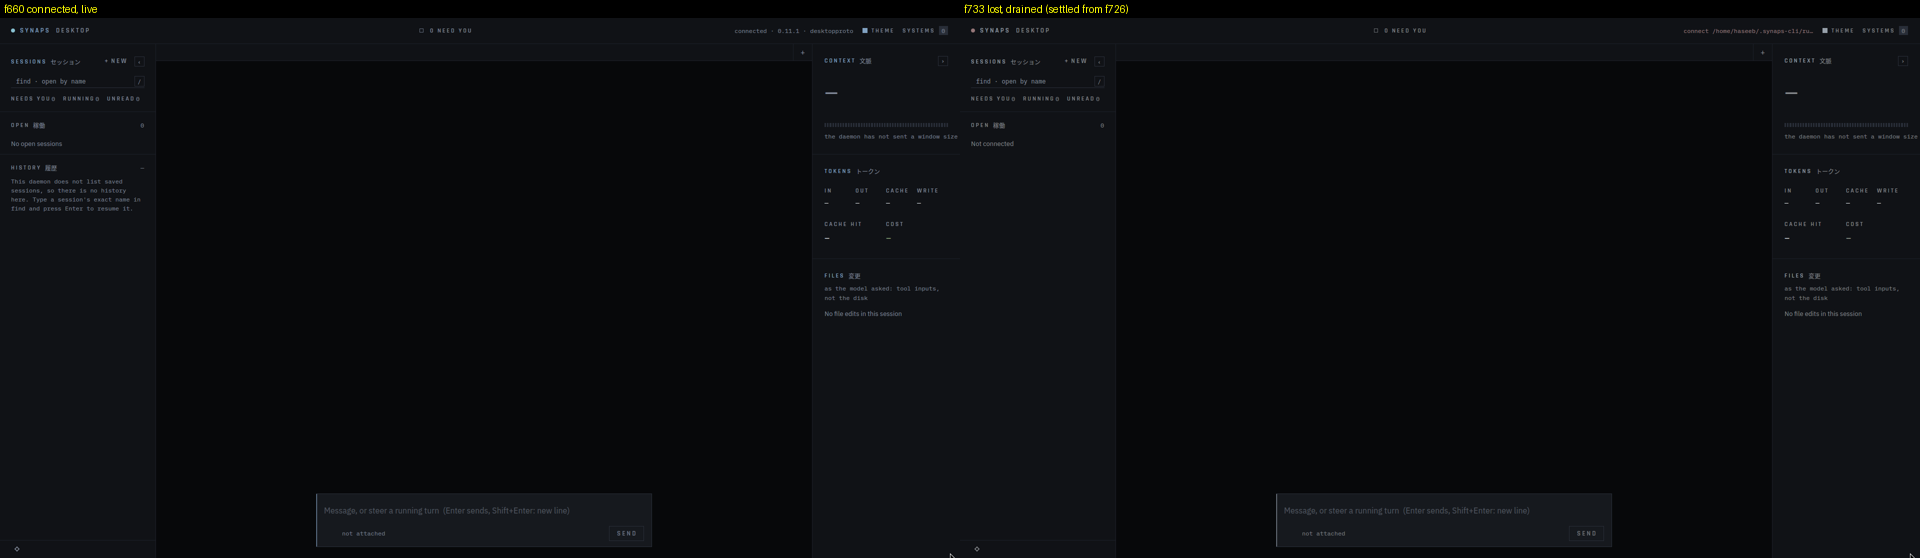 f660 connected, live
SYNAPS DESKTOP
0 NEED YOU
connected · 0.11.1 · desktopproto
THEME
SYSTEMS
0
SESSIONS セッション
+ NEW
‹
find - open by name
/
NEEDS YOU 0 RUNNING 0 UNREAD 0
OPEN 稼働
0
No open sessions
HISTORY 履歴
—
This daemon does not list saved
sessions, so there is no history
here. Type a session's exact name in
find and press Enter to resume it.
+
Message, or steer a running turn (Enter sends, Shift+Enter: new line)
not attached
SEND
CONTEXT 文脈
›
—
the daemon has not sent a window size
TOKENS トークン
IN OUT CACHE WRITE
— — — —
CACHE HIT COST
— —
FILES 変更
as the model asked: tool inputs,
not the disk
No file edits in this session
f733 lost, drained (settled from f726)
SYNAPS DESKTOP
0 NEED YOU
connect /home/haseeb/.synaps-cli/ru…
THEME
SYSTEMS
0
SESSIONS セッション
+ NEW
‹
find - open by name
/
NEEDS YOU 0 RUNNING 0 UNREAD 0
OPEN 稼働
0
Not connected
+
Message, or steer a running turn (Enter sends, Shift+Enter: new line)
not attached
SEND
CONTEXT 文脈
›
—
the daemon has not sent a window size
TOKENS トークン
IN OUT CACHE WRITE
— — — —
CACHE HIT COST
— —
FILES 変更
as the model asked: tool inputs,
not the disk
No file edits in this session